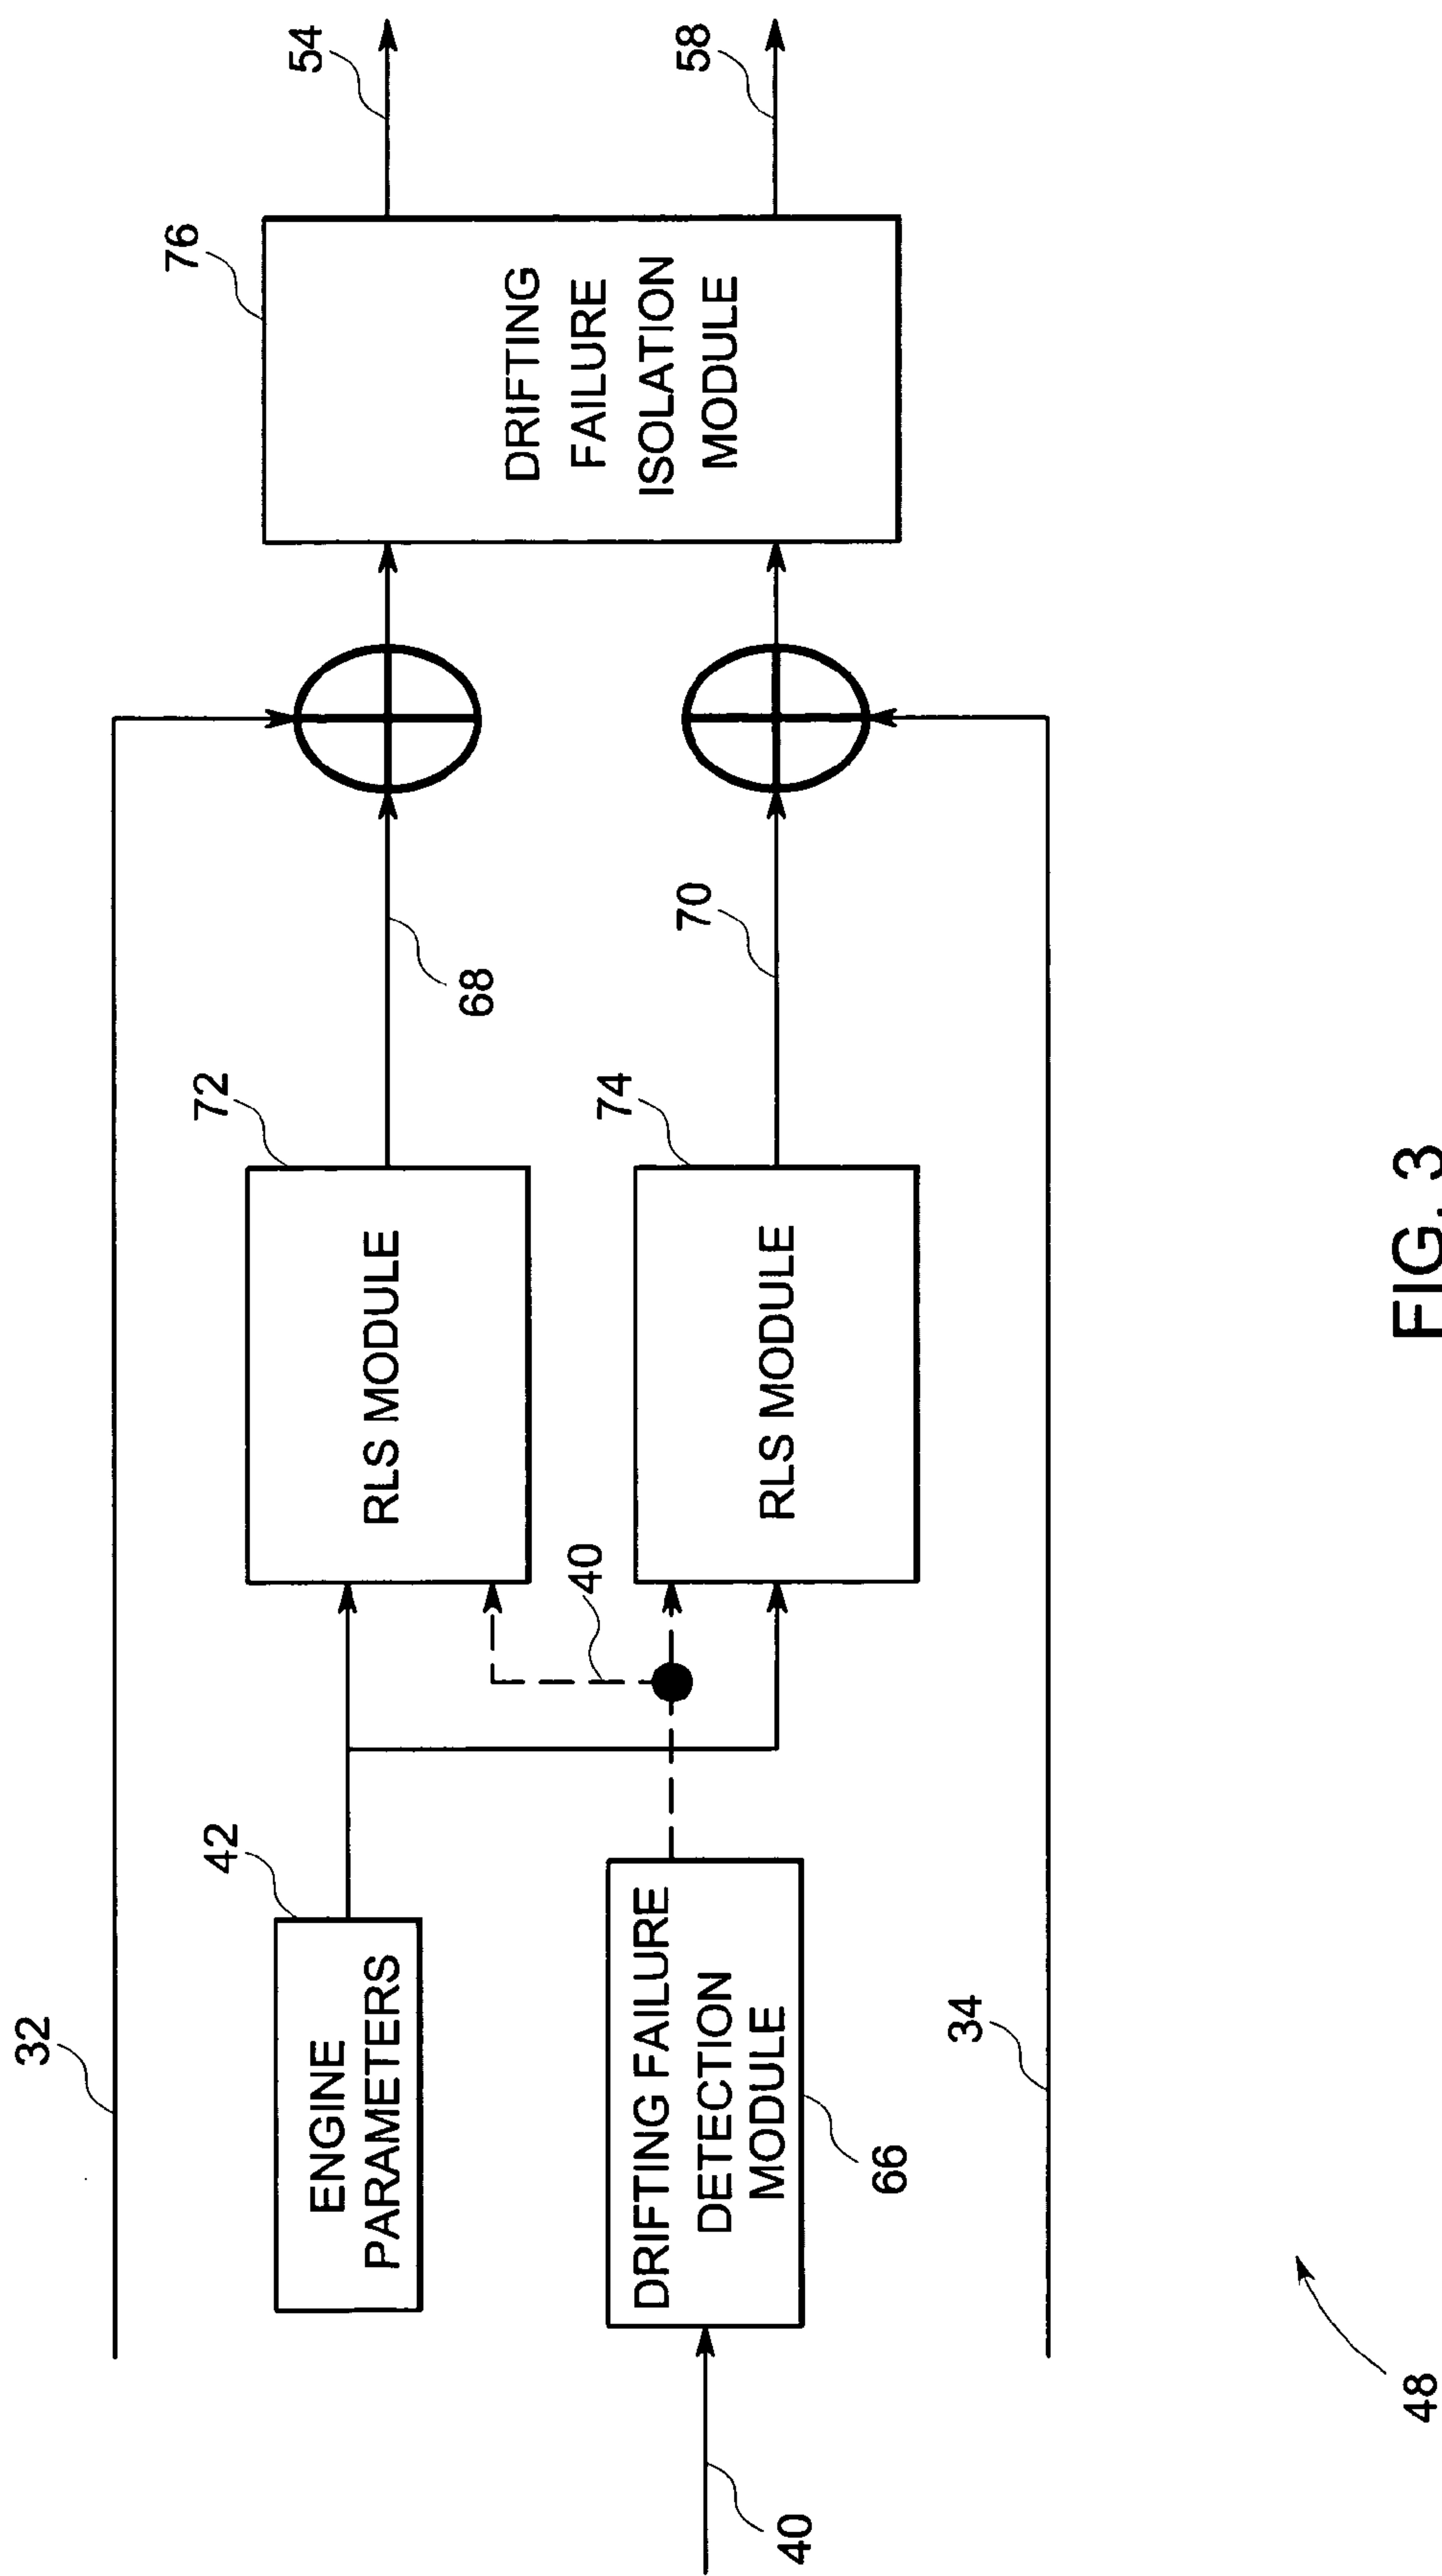 32
34
42
ENGINE
PARAMETERS
40
DRIFTING FAILURE
DETECTION
MODULE
66
40
72
RLS MODULE
74
RLS MODULE
68
70
76
DRIFTING
FAILURE
ISOLATION
MODULE
54
58
48
FIG. 3